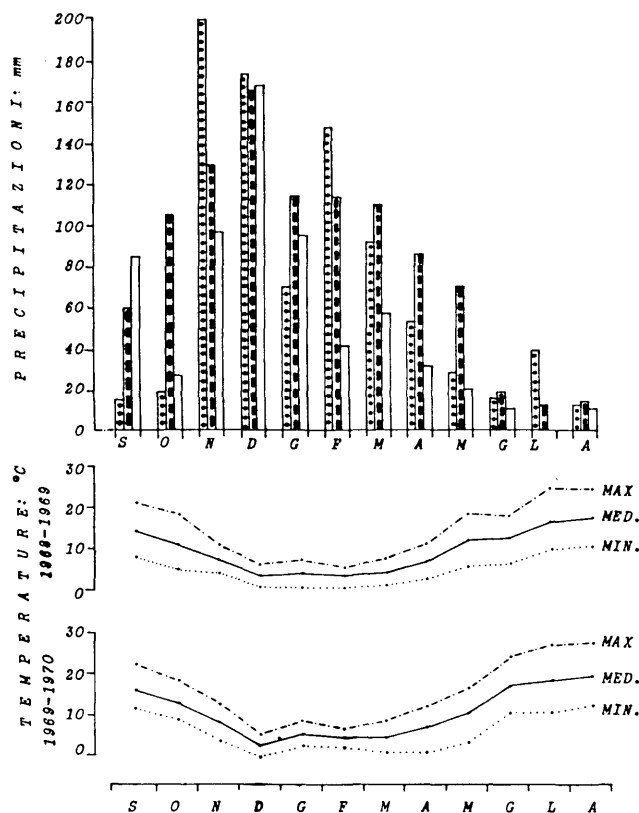 PRECIPITAZIONI: mm
200
180
160
140
120
100
80
60
40
20
0
S O N D G F M A M G L A
TEMPERATURE: °C
1968-1969
30
20
10
0
MAX
MED.
MIN.
1969-1970
30
20
10
0
MAX
MED.
MIN.
S O N D G F M A M G L A